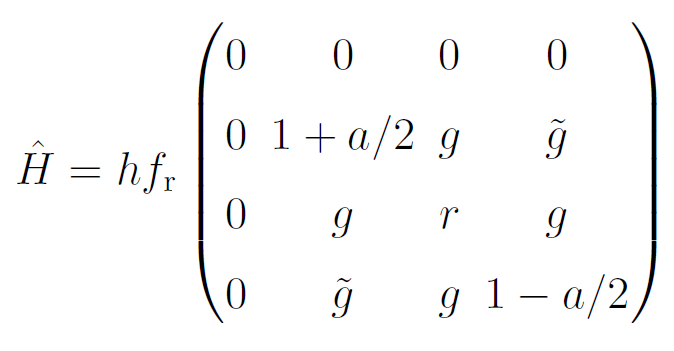 Ĥ = hf_r
0 0 0 0
0 1 + a/2 g g̃
0 g r g
0 g̃ g 1 − a/2